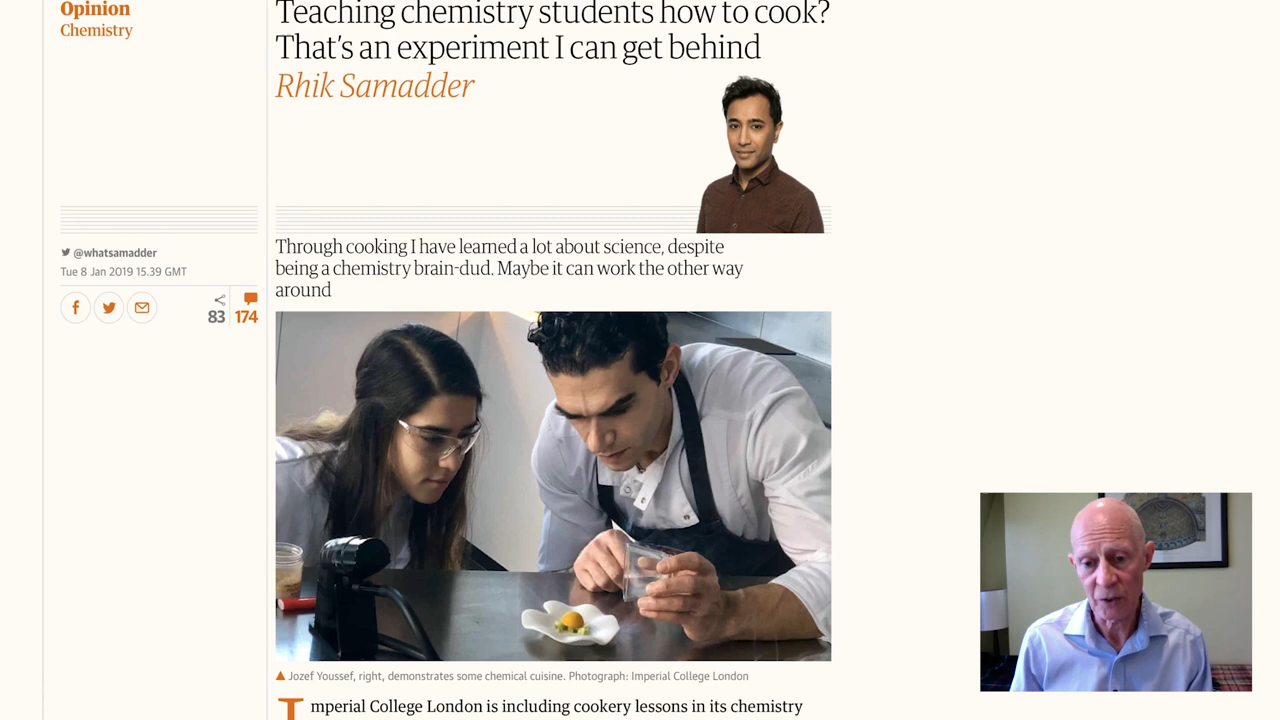 Opinion
Chemistry
Teaching chemistry students how to cook?
That's an experiment I can get behind
Rhik Samadder
@whatsamadder
Tue 8 Jan 2019 15.39 GMT
83
174
Through cooking I have learned a lot about science, despite
being a chemistry brain-dud. Maybe it can work the other way
around
Jozef Youssef, right, demonstrates some chemical cuisine. Photograph: Imperial College London
Imperial College London is including cookery lessons in its chemistry